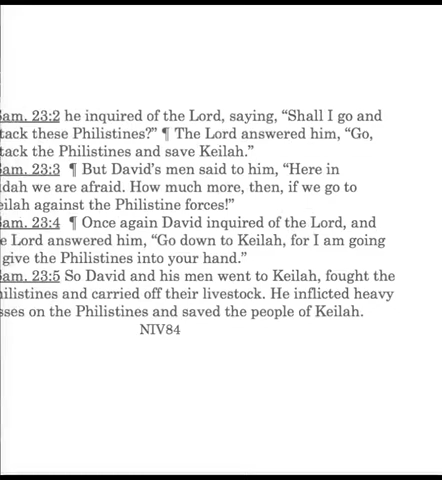 Sam. 23:2 he inquired of the Lord, saying, “Shall I go and
tack these Philistines?” ¶ The Lord answered him, “Go,
tack the Philistines and save Keilah.”
Sam. 23:3 ¶ But David’s men said to him, “Here in
dah we are afraid. How much more, then, if we go to
eilah against the Philistine forces!”
Sam. 23:4 ¶ Once again David inquired of the Lord, and
e Lord answered him, “Go down to Keilah, for I am going
give the Philistines into your hand.”
Sam. 23:5 So David and his men went to Keilah, fought the
ilistines and carried off their livestock. He inflicted heavy
sses on the Philistines and saved the people of Keilah.
NIV84